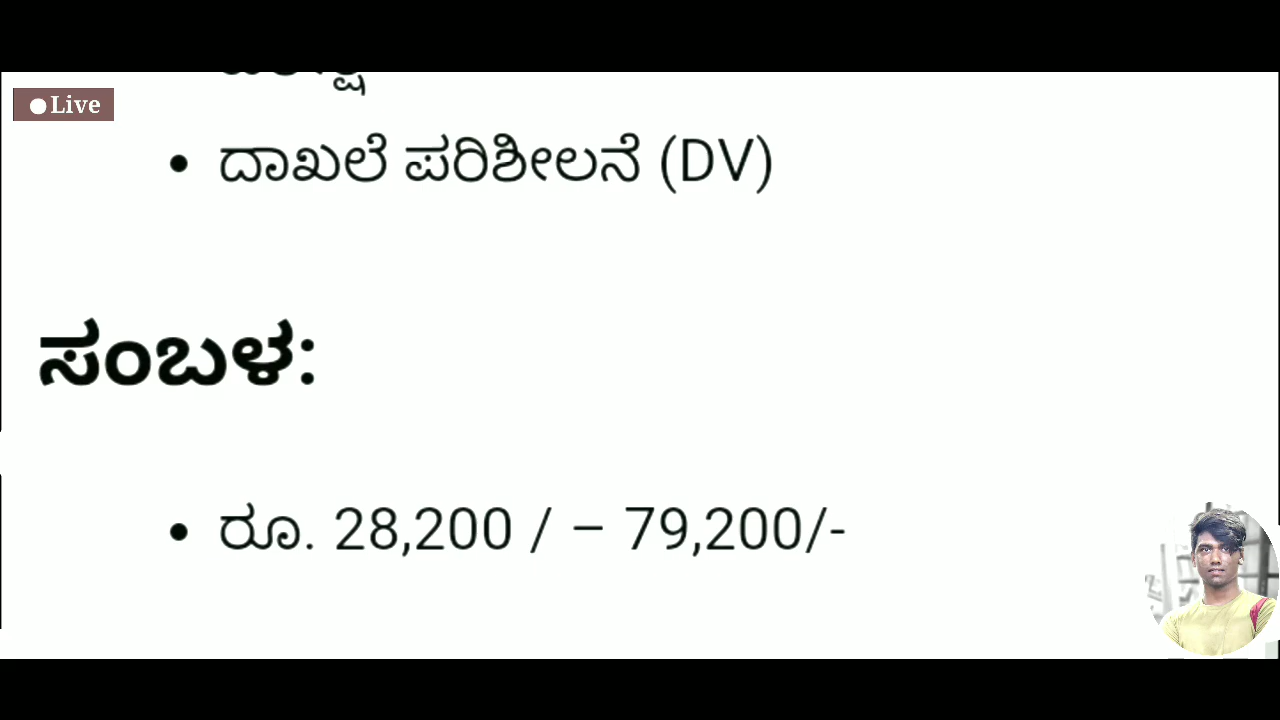 Live
• ದಾಖಲೆ ಪರಿಶೀಲನೆ (DV)
ಸಂಬಳ:
• ರೂ. 28,200 / – 79,200/-